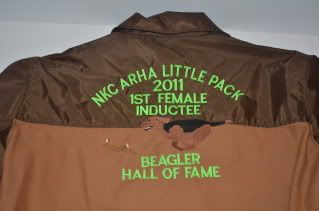 NKC ARHA LITTLE PACK
2011
1ST FEMALE
INDUCTEE
BEAGLER
HALL OF FAME